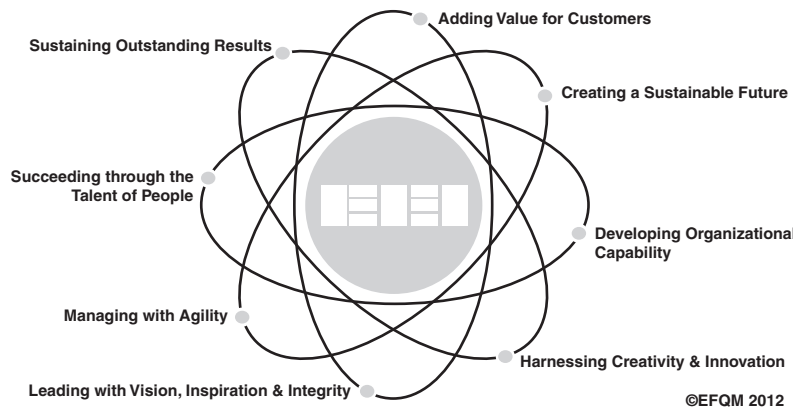 Adding Value for Customers
Sustaining Outstanding Results
Creating a Sustainable Future
Succeeding through the
Talent of People
Developing Organizational
Capability
Managing with Agility
Harnessing Creativity & Innovation
Leading with Vision, Inspiration & Integrity
©EFQM 2012